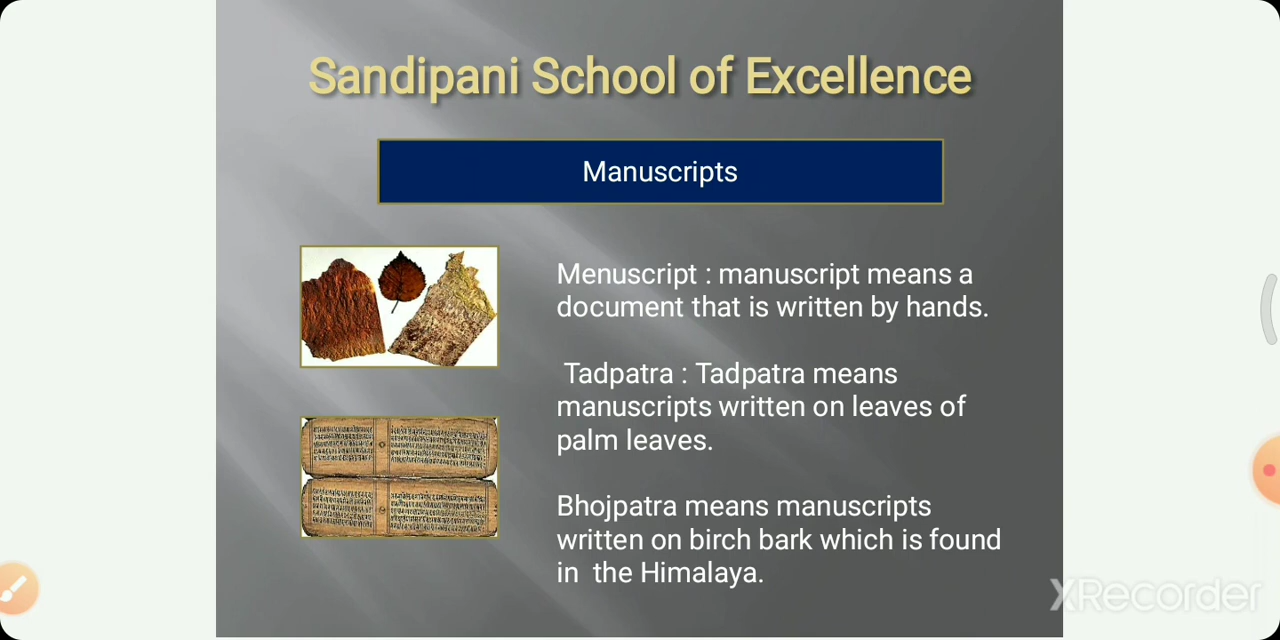 Sandipani School of Excellence
Manuscripts
Menuscript : manuscript means a
document that is written by hands.
Tadpatra : Tadpatra means
manuscripts written on leaves of
palm leaves.
Bhojpatra means manuscripts
written on birch bark which is found
in the Himalaya.
XRecorder